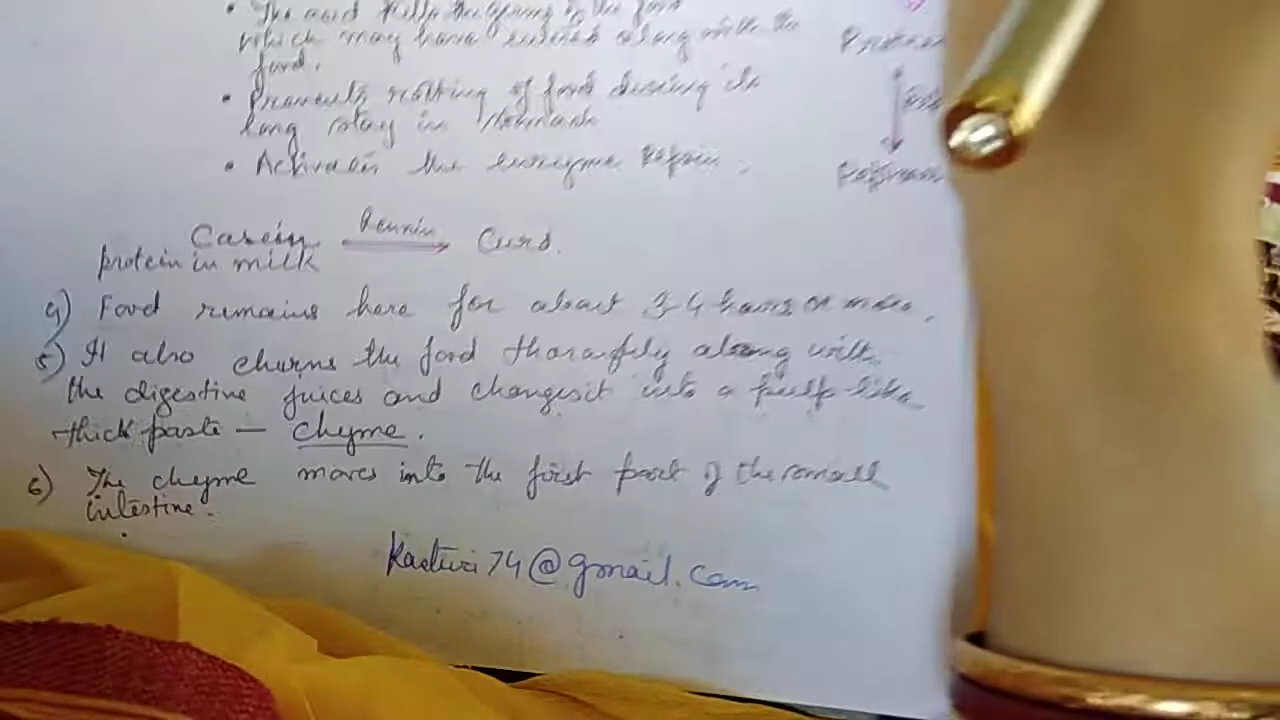 • The acid kills the germs in the food
which may have entered along with the
food.
• Prevents rotting of food during its
long stay in stomach
• Activates the enzyme Pepsin.
Protein
Casein Rennin Curd.
protein in milk
4) Food remains here for about 3-4 hours or more.
5) It also churns the food thoroughly along with
the digestive juices and changes it into a pulp-like
thick paste — chyme.
6) The chyme moves into the first part of the small
intestine.
Kasturi74@gmail.com